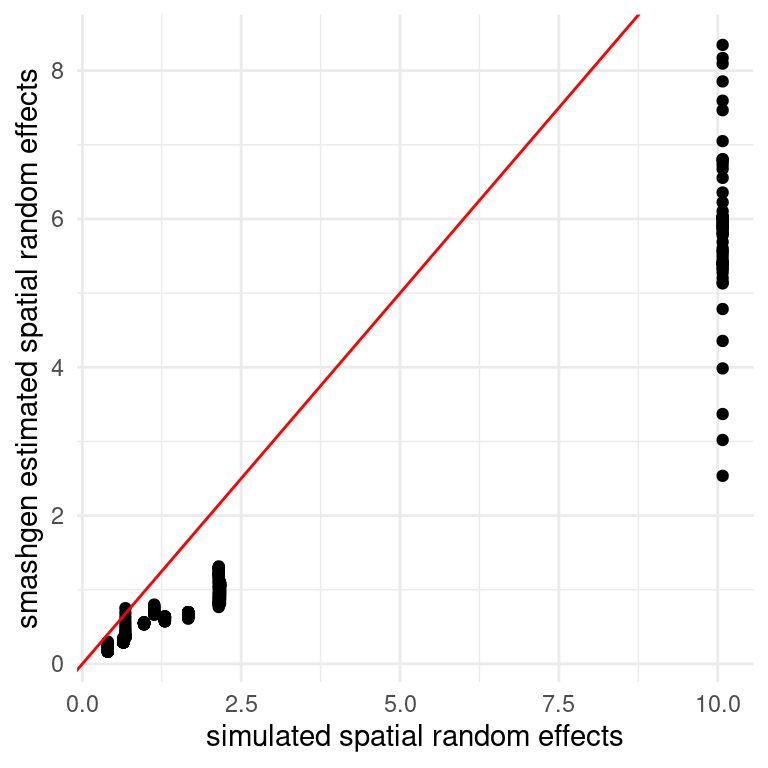 smashgen estimated spatial random effects
8
6
4
2
0
0.0 2.5 5.0 7.5 10.0
simulated spatial random effects